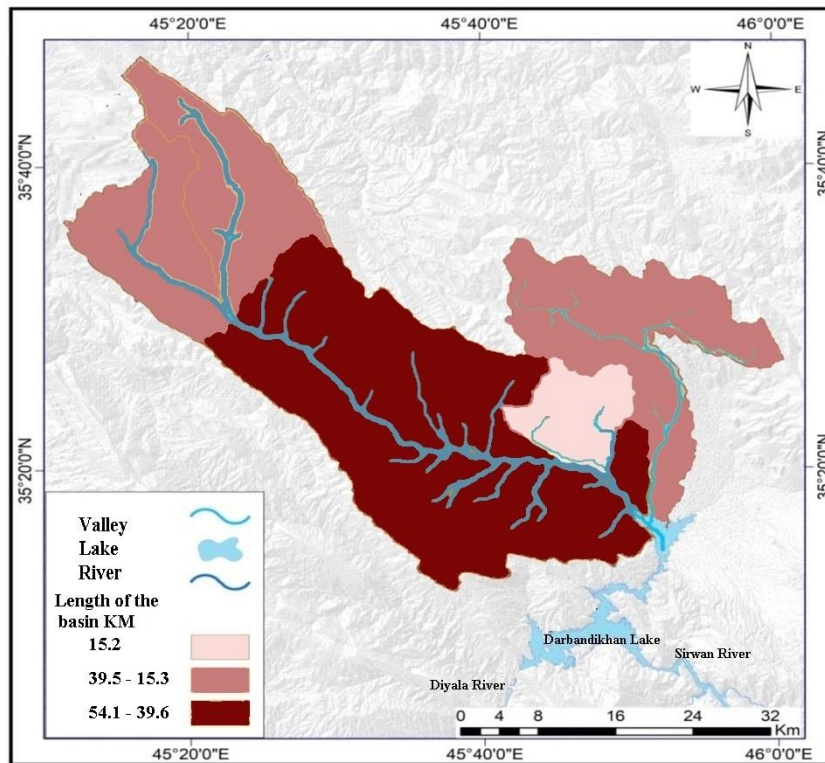 45°20'0"E 45°40'0"E 46°0'0"E
N
W E
S
35°40'0"N 35°40'0"N
35°20'0"N 35°20'0"N
Valley
Lake
River
Length of the
basin KM
15.2
39.5 - 15.3
54.1 - 39.6
Darbandikhan Lake
Sirwan River
Diyala River
0 4 8 16 24 32
Km
45°20'0"E 45°40'0"E 46°0'0"E